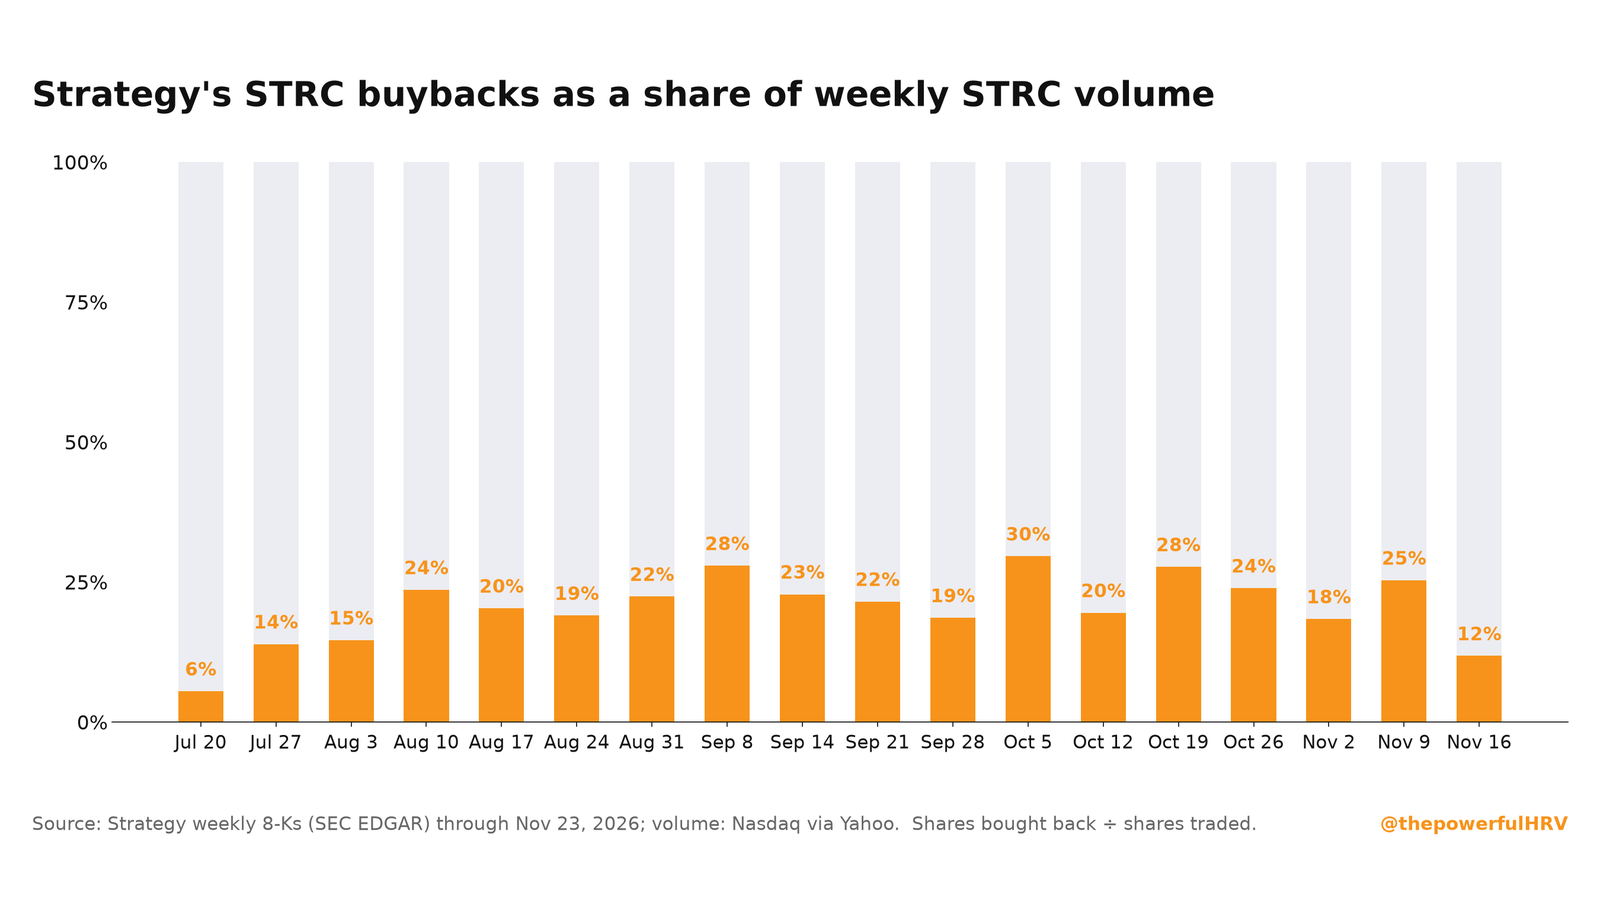 Strategy's STRC buybacks as a share of weekly STRC volume
100%
75%
50%
25%
0%
6%
14%
15%
24%
20%
19%
22%
28%
23%
22%
19%
30%
20%
28%
24%
18%
25%
12%
Jul 20
Jul 27
Aug 3
Aug 10
Aug 17
Aug 24
Aug 31
Sep 8
Sep 14
Sep 21
Sep 28
Oct 5
Oct 12
Oct 19
Oct 26
Nov 2
Nov 9
Nov 16
Source: Strategy weekly 8-Ks (SEC EDGAR) through Nov 23, 2026; volume: Nasdaq via Yahoo.  Shares bought back ÷ shares traded.
@thepowerfulHRV